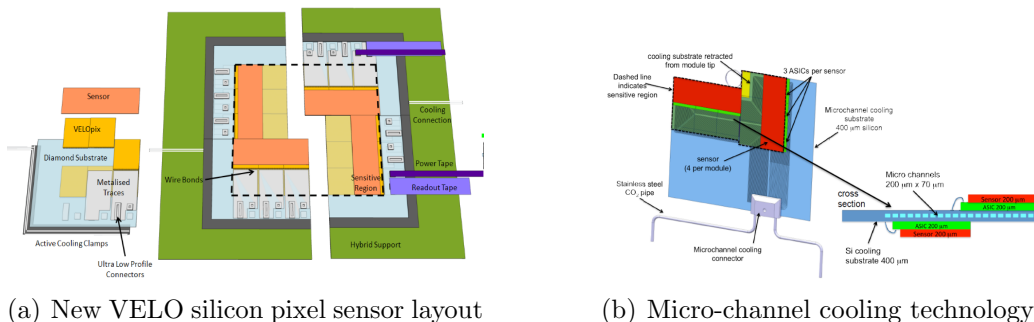 Sensor
VELOpix
Diamond Substrate
Metalised
Traces
Active Cooling Clamps
Ultra Low Profile
Connectors
Wire Bonds
Cooling
Connection
Power Tape
Sensitive
Region
Readout Tape
Hybrid Support
(a) New VELO silicon pixel sensor layout
cooling substrate retracted
from module tip
3 ASICs per sensor
Dashed line
indicates
sensitive region
Microchannel cooling
substrate
400 μm silicon
sensor
(4 per module)
Stainless steel
CO₂ pipe
Microchannel cooling
connector
cross
section
Micro channels
200 μm x 70 μm
Sensor 200 μm
ASIC 200 μm
ASIC 200 μm
Sensor 200 μm
Si cooling
substrate 400 μm
(b) Micro-channel cooling technology